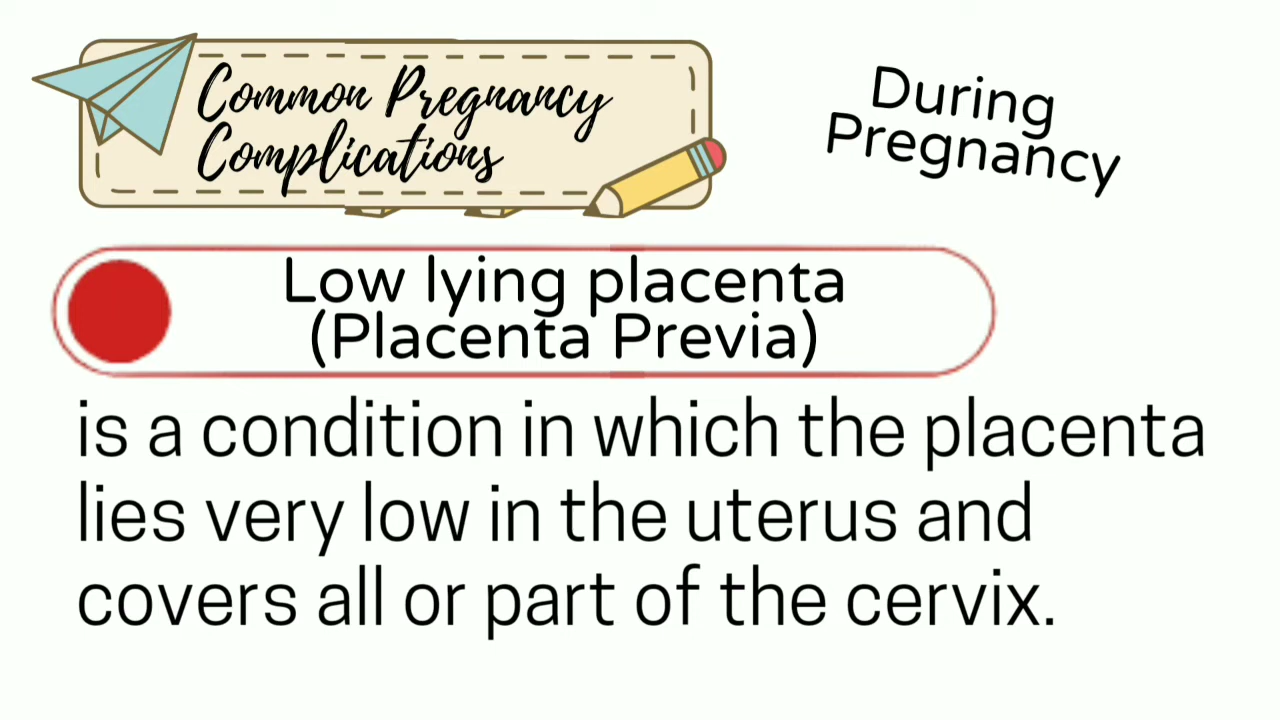 Common Pregnancy
Complications
During
Pregnancy
Low lying placenta
(Placenta Previa)
is a condition in which the placenta
lies very low in the uterus and
covers all or part of the cervix.